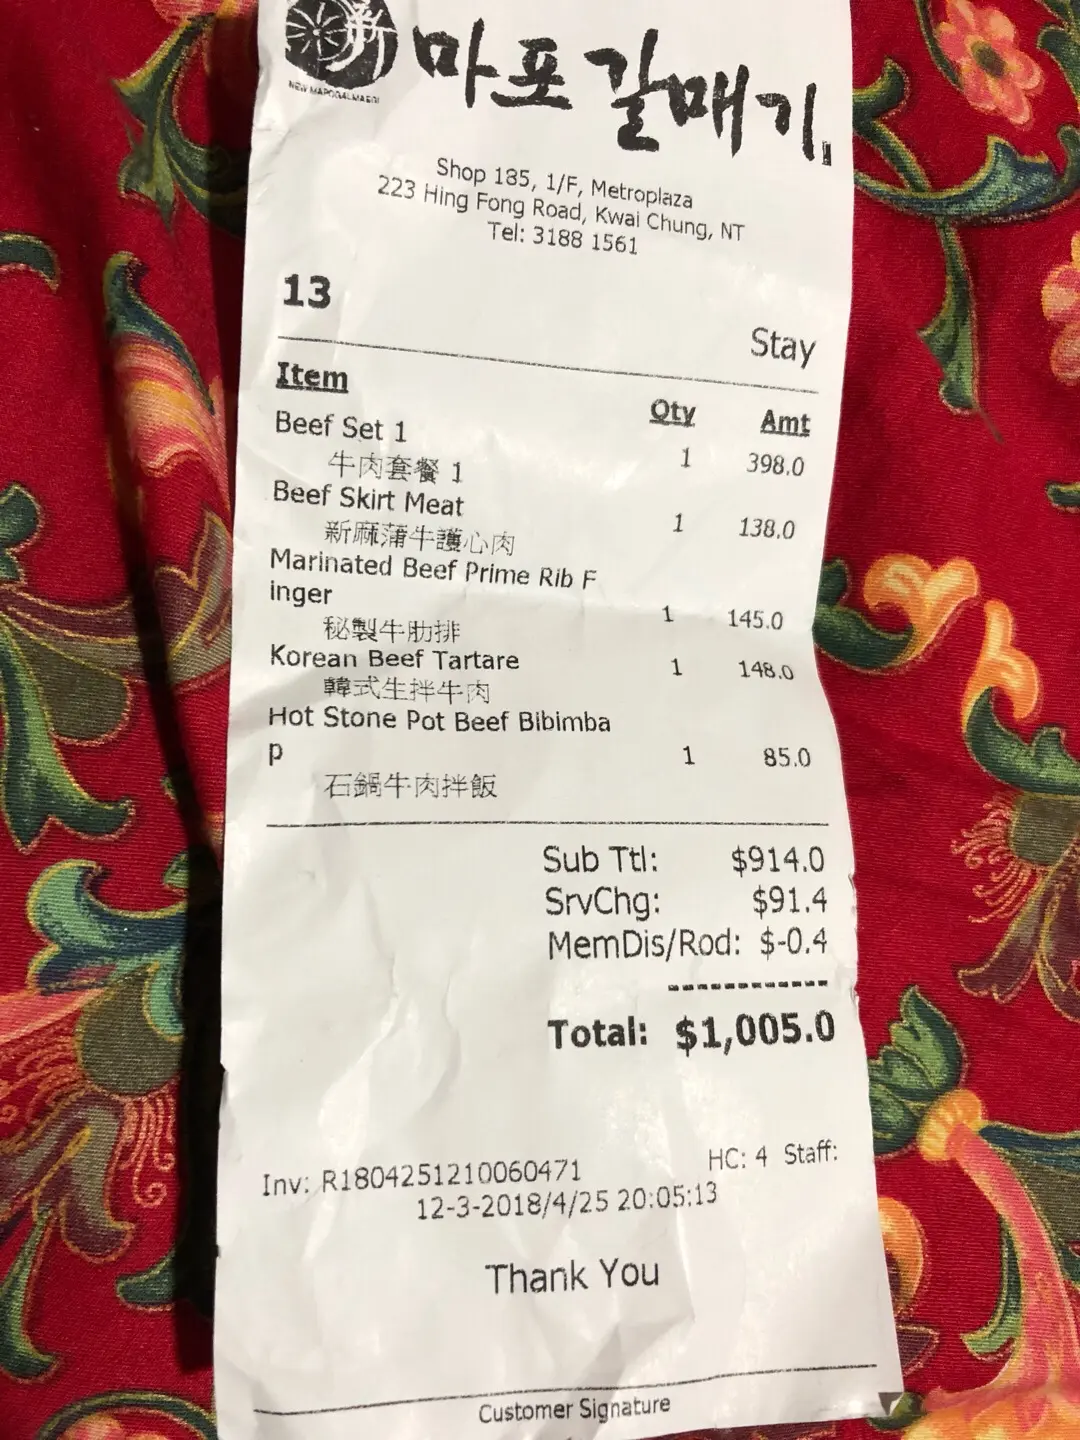 新
NEW MAPOGALMAEGI
마포갈매기
Shop 185, 1/F, Metroplaza
223 Hing Fong Road, Kwai Chung, NT
Tel: 3188 1561
13
Stay
Item Qty Amt
Beef Set 1
牛肉套餐 1 1 398.0
Beef Skirt Meat
新麻蒲牛護心肉 1 138.0
Marinated Beef Prime Rib F
inger 1 145.0
秘製牛肋排
Korean Beef Tartare 1 148.0
韓式生拌牛肉
Hot Stone Pot Beef Bibimba
p 1 85.0
石鍋牛肉拌飯
Sub Ttl: $914.0
SrvChg: $91.4
MemDis/Rod: $-0.4
Total: $1,005.0
Inv: R1804251210060471 HC: 4 Staff:
12-3-2018/4/25 20:05:13
Thank You
Customer Signature